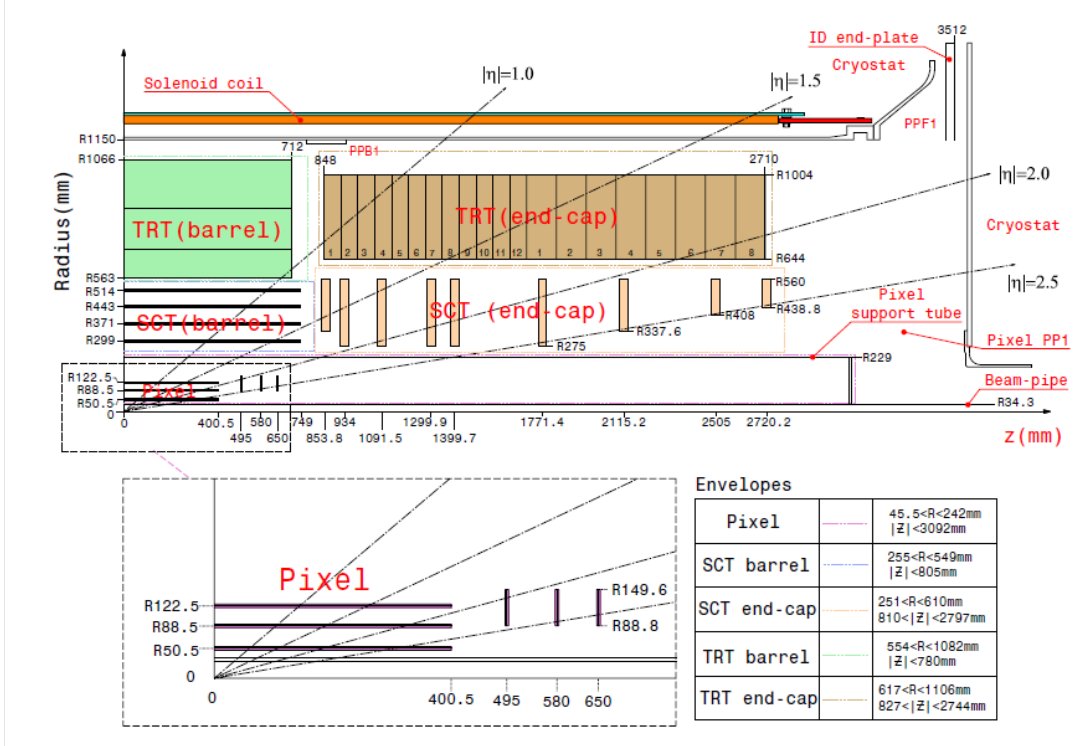 3512
ID end-plate
Cryostat
|η|=1.0
|η|=1.5
Solenoid coil
PPF1
R1150
712
PPB1
R1066
848
2710
R1004
|η|=2.0
Radius(mm)
TRT(barrel)
TRT(end-cap)
Cryostat
1 2 3 4 5 6 7 8 9 10 11 12 1 2 3 4 5 6 7 8
R644
R563
R560
|η|=2.5
R514
Pixel
support tube
R443
SCT(barrel)
SCT (end-cap)
R438.8
R408
R371
R337.6
R299
R275
Pixel PP1
R229
R122.5
Pixel
R88.5
Beam-pipe
R50.5
R34.3
0
0 400.5 580 749 934 1299.9 1771.4 2115.2 2505 2720.2
495 650 853.8 1091.5 1399.7
z(mm)
Envelopes
Pixel
45.5<R<242mm
|Z|<3092mm
SCT barrel
255<R<549mm
|Z|<805mm
SCT end-cap
251<R<610mm
810<|Z|<2797mm
TRT barrel
554<R<1082mm
|Z|<780mm
TRT end-cap
617<R<1106mm
827<|Z|<2744mm
Pixel
R149.6
R122.5
R88.5
R88.8
R50.5
0
0 400.5 495 580 650